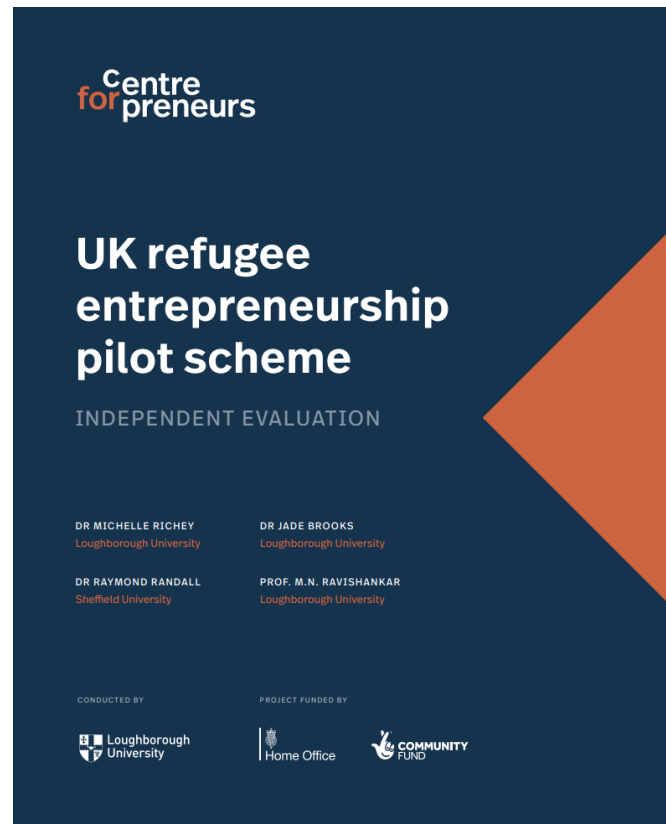 Centre
for preneurs
UK refugee
entrepreneurship
pilot scheme
INDEPENDENT EVALUATION
DR MICHELLE RICHEY
Loughborough University
DR JADE BROOKS
Loughborough University
DR RAYMOND RANDALL
Sheffield University
PROF. M.N. RAVISHANKAR
Loughborough University
CONDUCTED BY
Loughborough
University
PROJECT FUNDED BY
Home Office
COMMUNITY
FUND